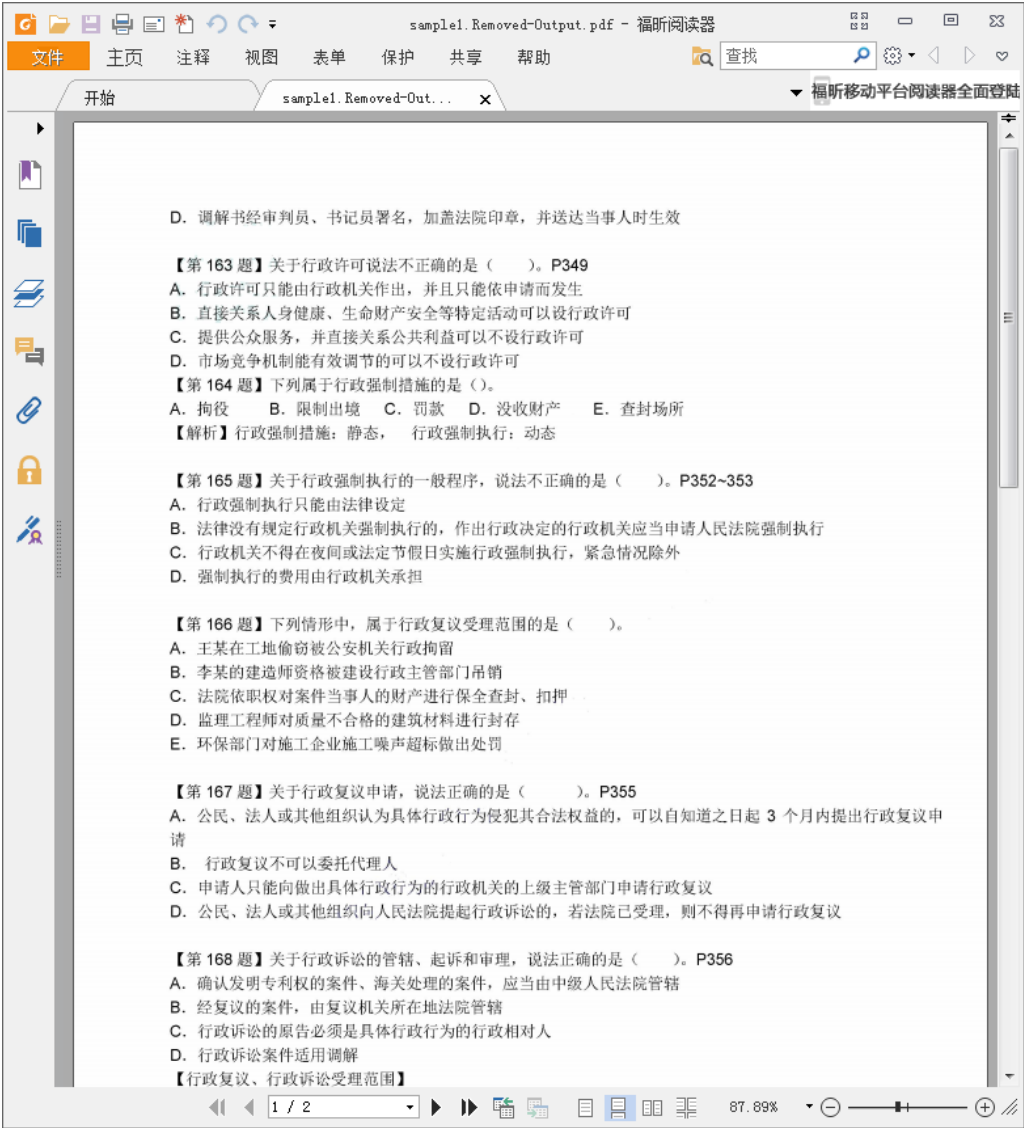 sample1.Removed-Output.pdf - 福昕阅读器
文件 主页 注释 视图 表单 保护 共享 帮助 查找
开始 sample1.Removed-Out... 福昕移动平台阅读器全面登陆
D. 调解书经审判员、书记员署名，加盖法院印章，并送达当事人时生效
【第 163 题】关于行政许可说法不正确的是（ ）。P349
A. 行政许可只能由行政机关作出，并且只能依申请而发生
B. 直接关系人身健康、生命财产安全等特定活动可以设行政许可
C. 提供公众服务，并直接关系公共利益可以不设行政许可
D. 市场竞争机制能有效调节的可以不设行政许可
【第 164 题】下列属于行政强制措施的是（）。
A. 拘役 B. 限制出境 C. 罚款 D. 没收财产 E. 查封场所
【解析】行政强制措施：静态， 行政强制执行：动态
【第 165 题】关于行政强制执行的一般程序，说法不正确的是（ ）。P352~353
A. 行政强制执行只能由法律设定
B. 法律没有规定行政机关强制执行的，作出行政决定的行政机关应当申请人民法院强制执行
C. 行政机关不得在夜间或法定节假日实施行政强制执行，紧急情况除外
D. 强制执行的费用由行政机关承担
【第 166 题】下列情形中，属于行政复议受理范围的是（ ）。
A. 王某在工地偷窃被公安机关行政拘留
B. 李某的建造师资格被建设行政主管部门吊销
C. 法院依职权对案件当事人的财产进行保全查封、扣押
D. 监理工程师对质量不合格的建筑材料进行封存
E. 环保部门对施工企业施工噪声超标做出处罚
【第 167 题】关于行政复议申请，说法正确的是（ ）。P355
A. 公民、法人或其他组织认为具体行政行为侵犯其合法权益的，可以自知道之日起 3 个月内提出行政复议申
请
B. 行政复议不可以委托代理人
C. 申请人只能向做出具体行政行为的行政机关的上级主管部门申请行政复议
D. 公民、法人或其他组织向人民法院提起行政诉讼的，若法院已受理，则不得再申请行政复议
【第 168 题】关于行政诉讼的管辖、起诉和审理，说法正确的是（ ）。P356
A. 确认发明专利权的案件、海关处理的案件，应当由中级人民法院管辖
B. 经复议的案件，由复议机关所在地法院管辖
C. 行政诉讼的原告必须是具体行政行为的行政相对人
D. 行政诉讼案件适用调解
【行政复议、行政诉讼受理范围】
1 / 2 87.89%